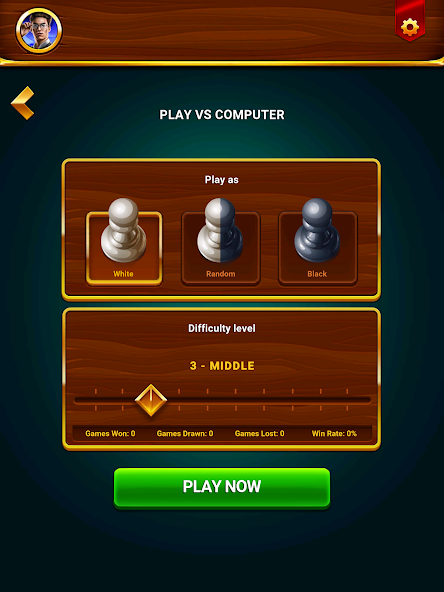 PLAY VS COMPUTER
Play as
White Random Black
Difficulty level
3 - MIDDLE
Games Won: 0 Games Drawn: 0 Games Lost: 0 Win Rate: 0%
PLAY NOW